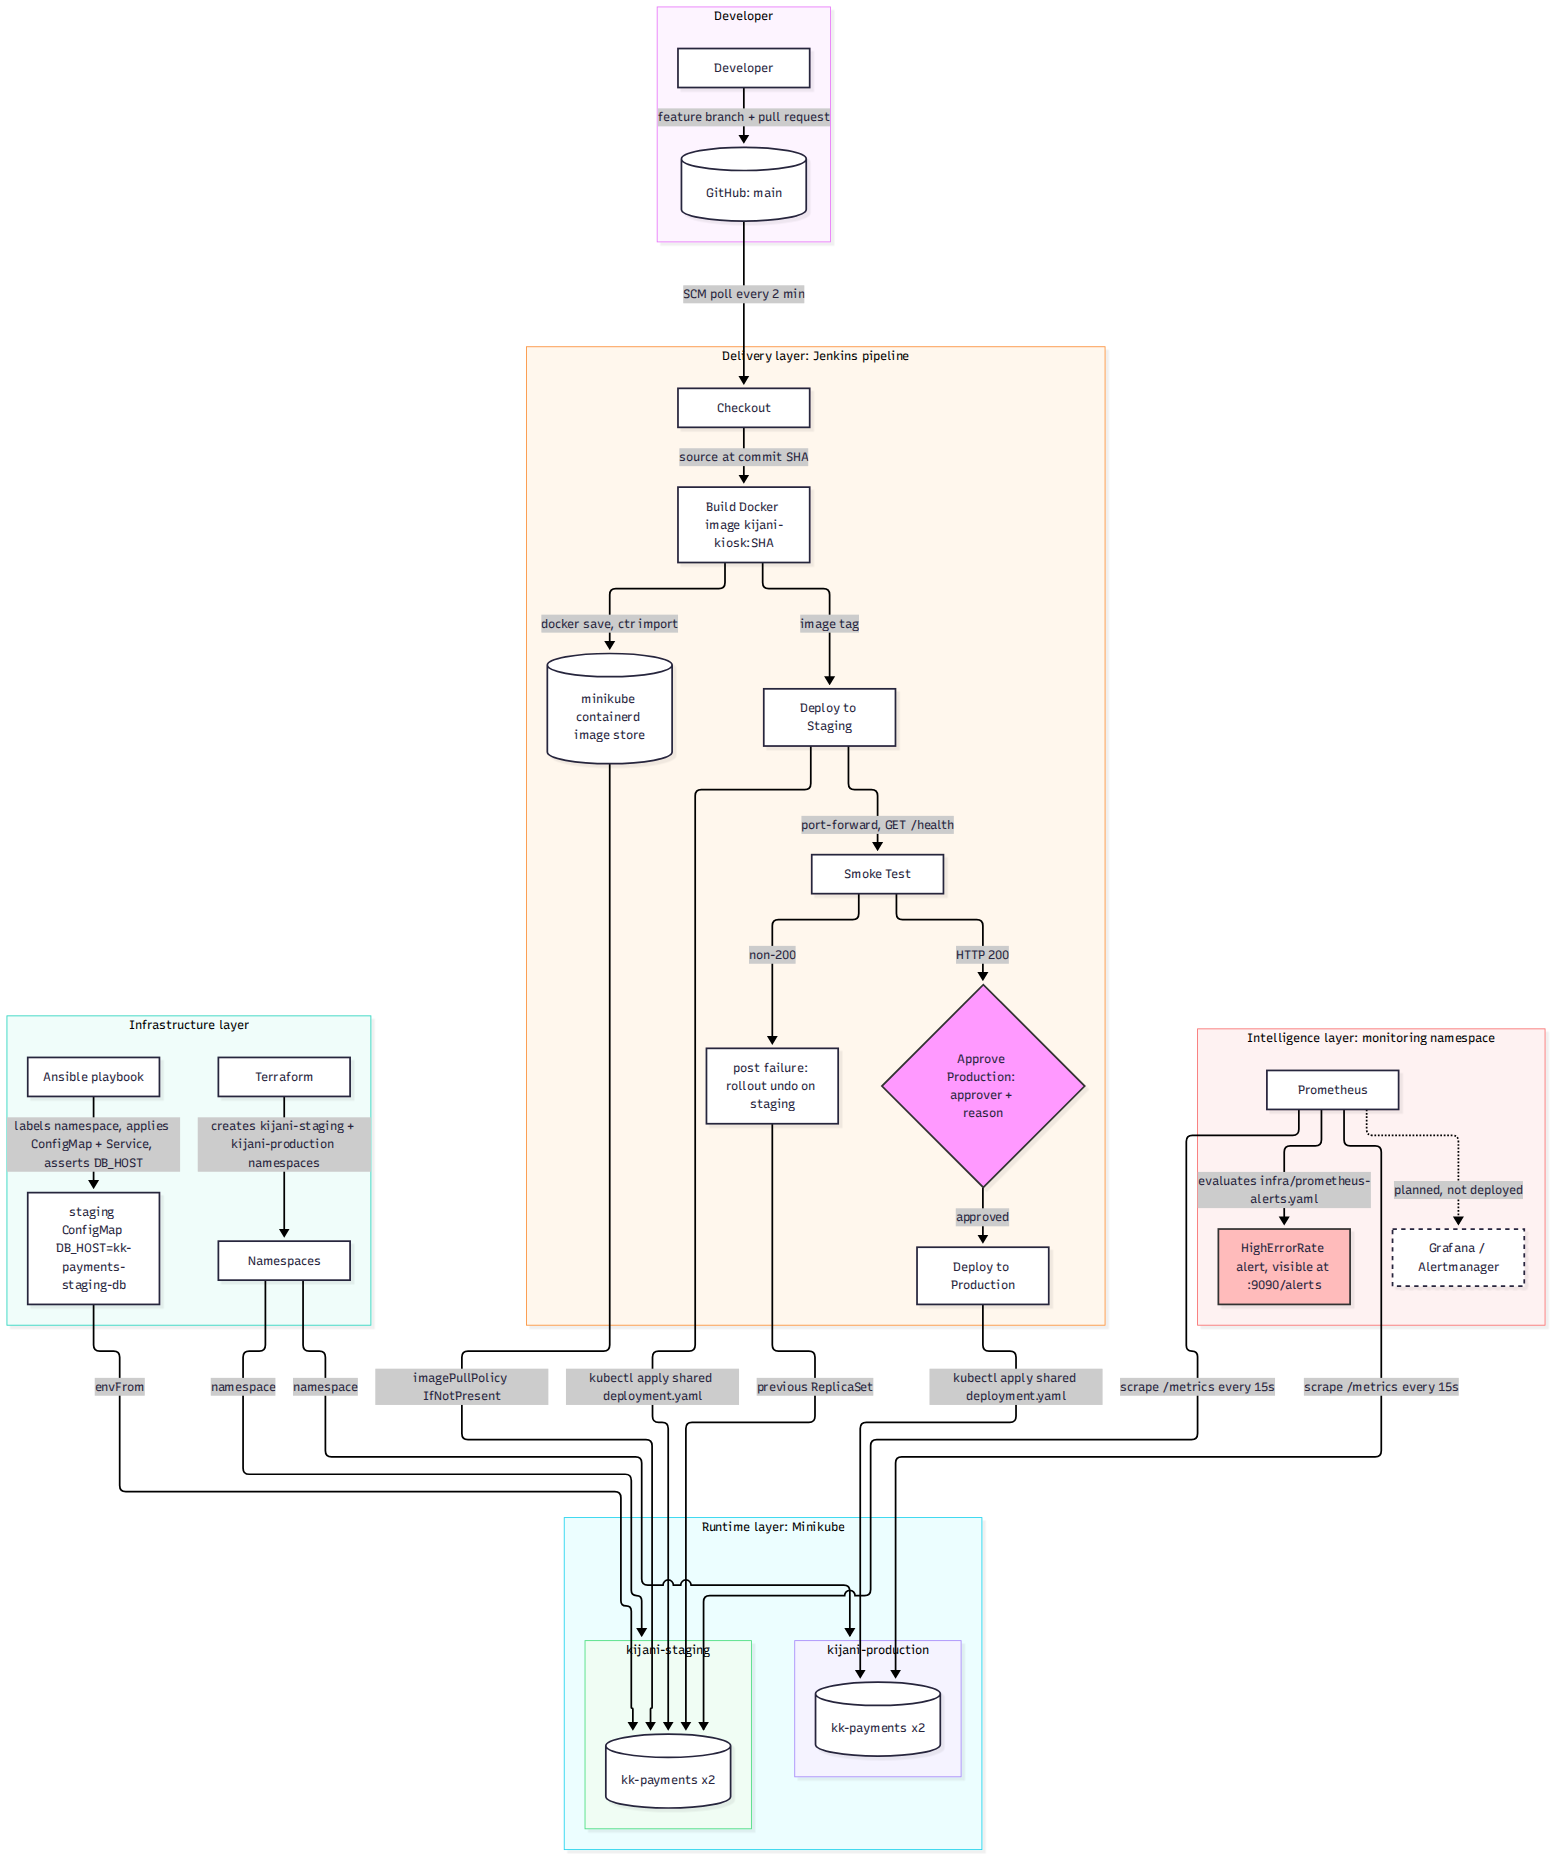 Developer
Developer
feature branch + pull request
GitHub: main
SCM poll every 2 min
Delivery layer: Jenkins pipeline
Checkout
source at commit SHA
Build Docker
image kijani-
kiosk:SHA
docker save, ctr import
image tag
minikube
containerd
image store
Deploy to
Staging
port-forward, GET /health
Smoke Test
non-200
HTTP 200
post failure:
rollout undo on
staging
Approve
Production:
approver +
reason
approved
Deploy to
Production
Infrastructure layer
Ansible playbook
Terraform
labels namespace, applies
ConfigMap + Service,
asserts DB_HOST
creates kijani-staging +
kijani-production
namespaces
staging
ConfigMap
DB_HOST=kk-
payments-
staging-db
Namespaces
Intelligence layer: monitoring namespace
Prometheus
evaluates infra/prometheus-
alerts.yaml
planned, not deployed
HighErrorRate
alert, visible at
:9090/alerts
Grafana /
Alertmanager
envFrom
namespace
namespace
imagePullPolicy
IfNotPresent
kubectl apply shared
deployment.yaml
previous ReplicaSet
kubectl apply shared
deployment.yaml
scrape /metrics every 15s
scrape /metrics every 15s
Runtime layer: Minikube
kijani-staging
kijani-production
kk-payments x2
kk-payments x2